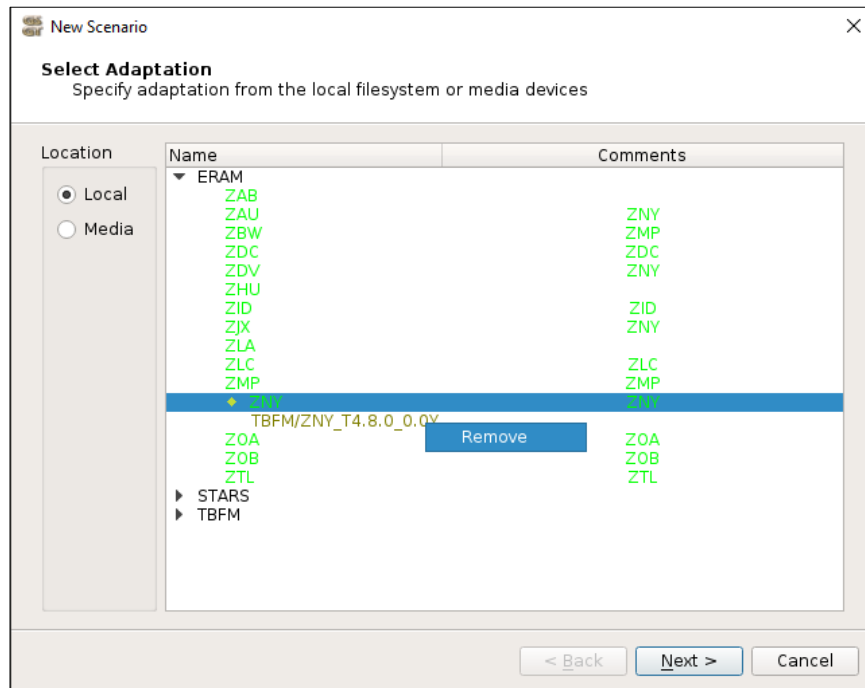 New Scenario
Select Adaptation
Specify adaptation from the local filesystem or media devices
Location
Local
Media
Name Comments
ERAM
ZAB
ZAU ZNY
ZBW ZMP
ZDC ZDC
ZDV ZNY
ZHU
ZID ZID
ZJX ZNY
ZLA
ZLC ZLC
ZMP ZMP
ZNY ZNY
TBFM/ZNY_T4.8.0_0.0Y
Remove
ZOA ZOA
ZOB ZOB
ZTL ZTL
STARS
TBFM
< Back Next > Cancel